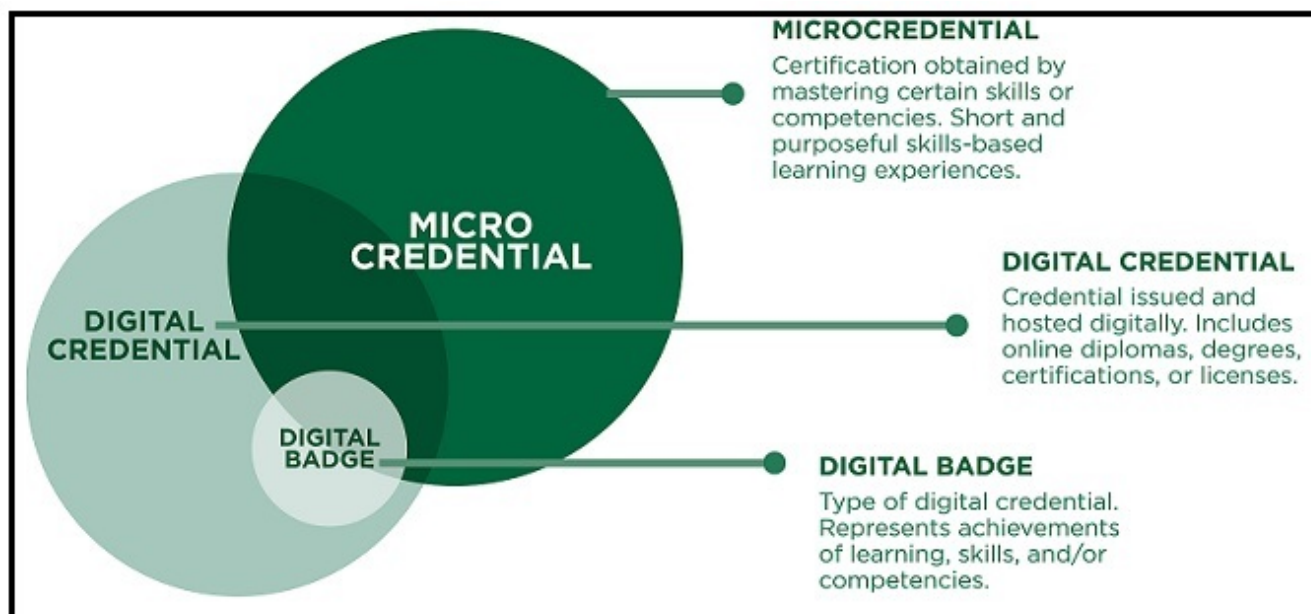 MICRO
CREDENTIAL
DIGITAL
CREDENTIAL
DIGITAL
BADGE
MICROCREDENTIAL
Certification obtained by
mastering certain skills or
competencies. Short and
purposeful skills-based
learning experiences.
DIGITAL CREDENTIAL
Credential issued and
hosted digitally. Includes
online diplomas, degrees,
certifications, or licenses.
DIGITAL BADGE
Type of digital credential.
Represents achievements
of learning, skills, and/or
competencies.